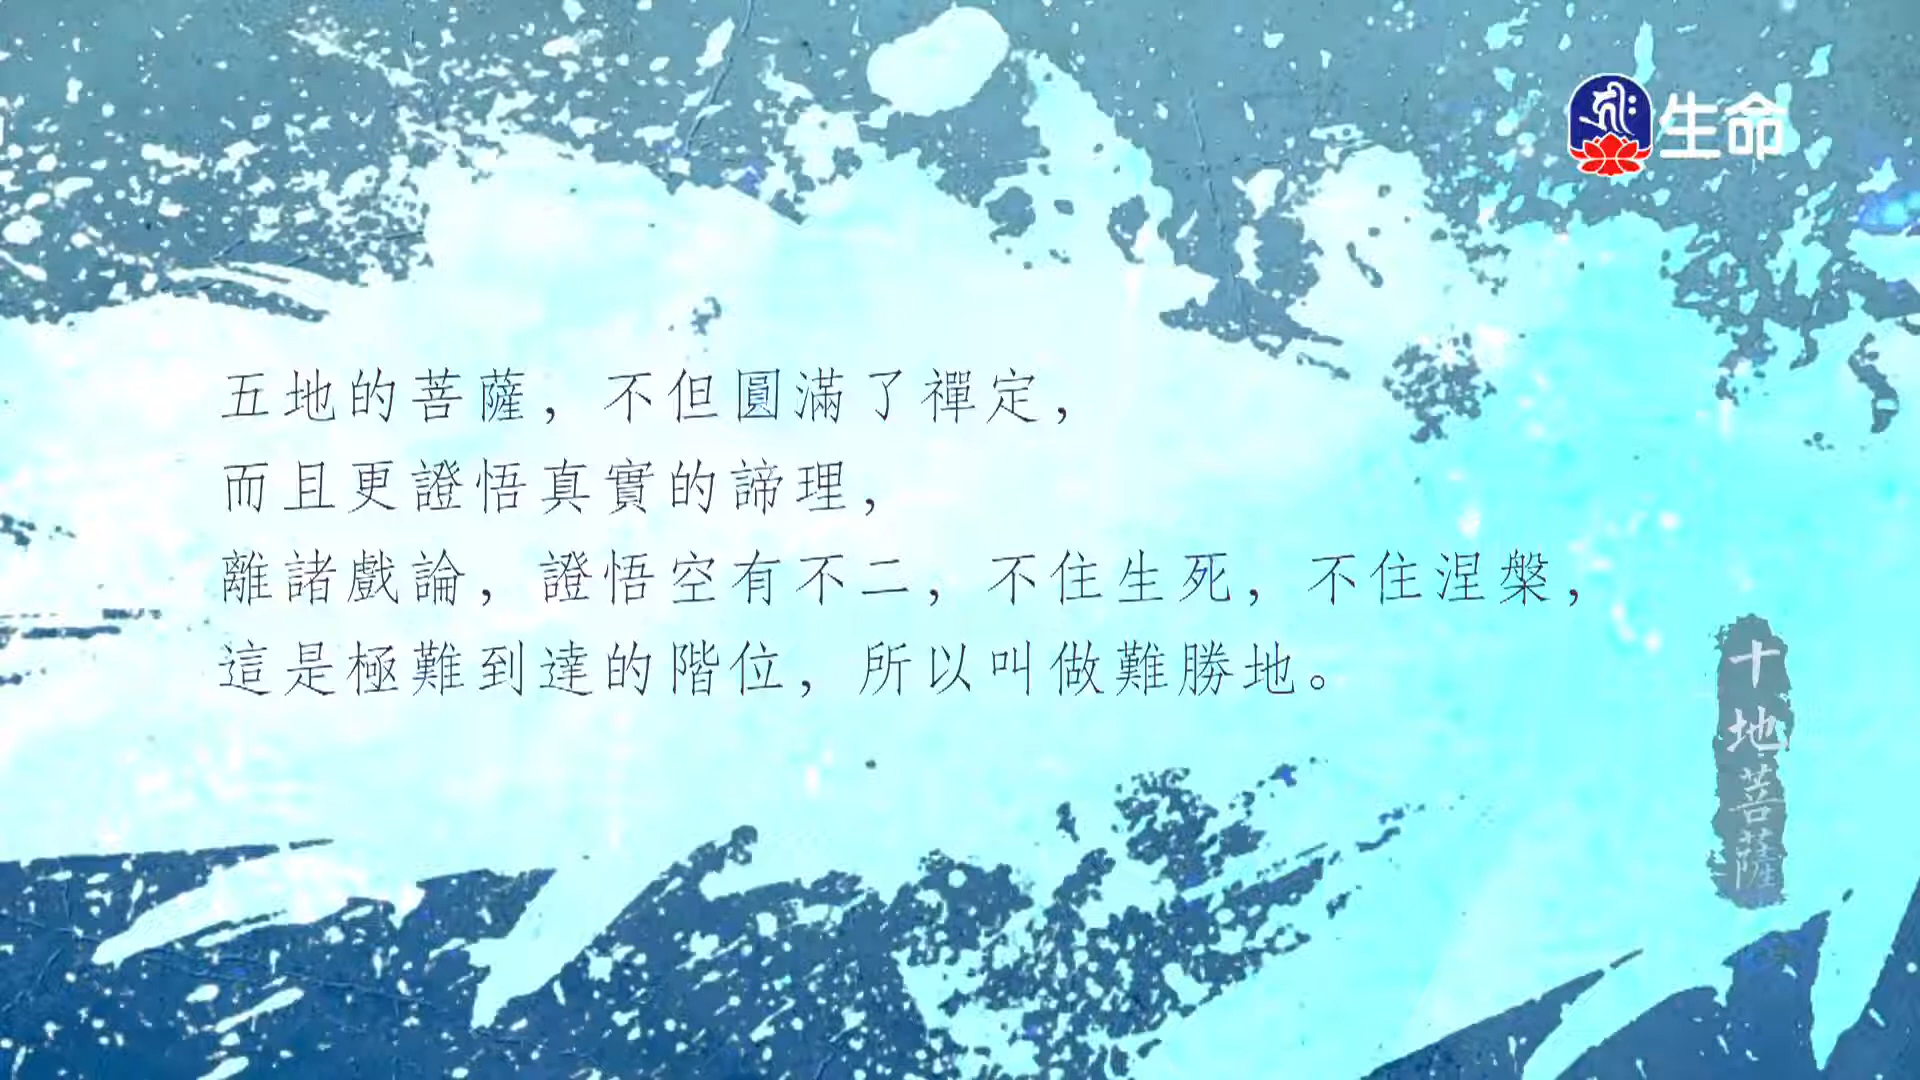 生命
五地的菩薩，不但圓滿了禪定，
而且更證悟真實的諦理，
離諸戲論，證悟空有不二，不住生死，不住涅槃，
這是極難到達的階位，所以叫做難勝地。
十地菩薩